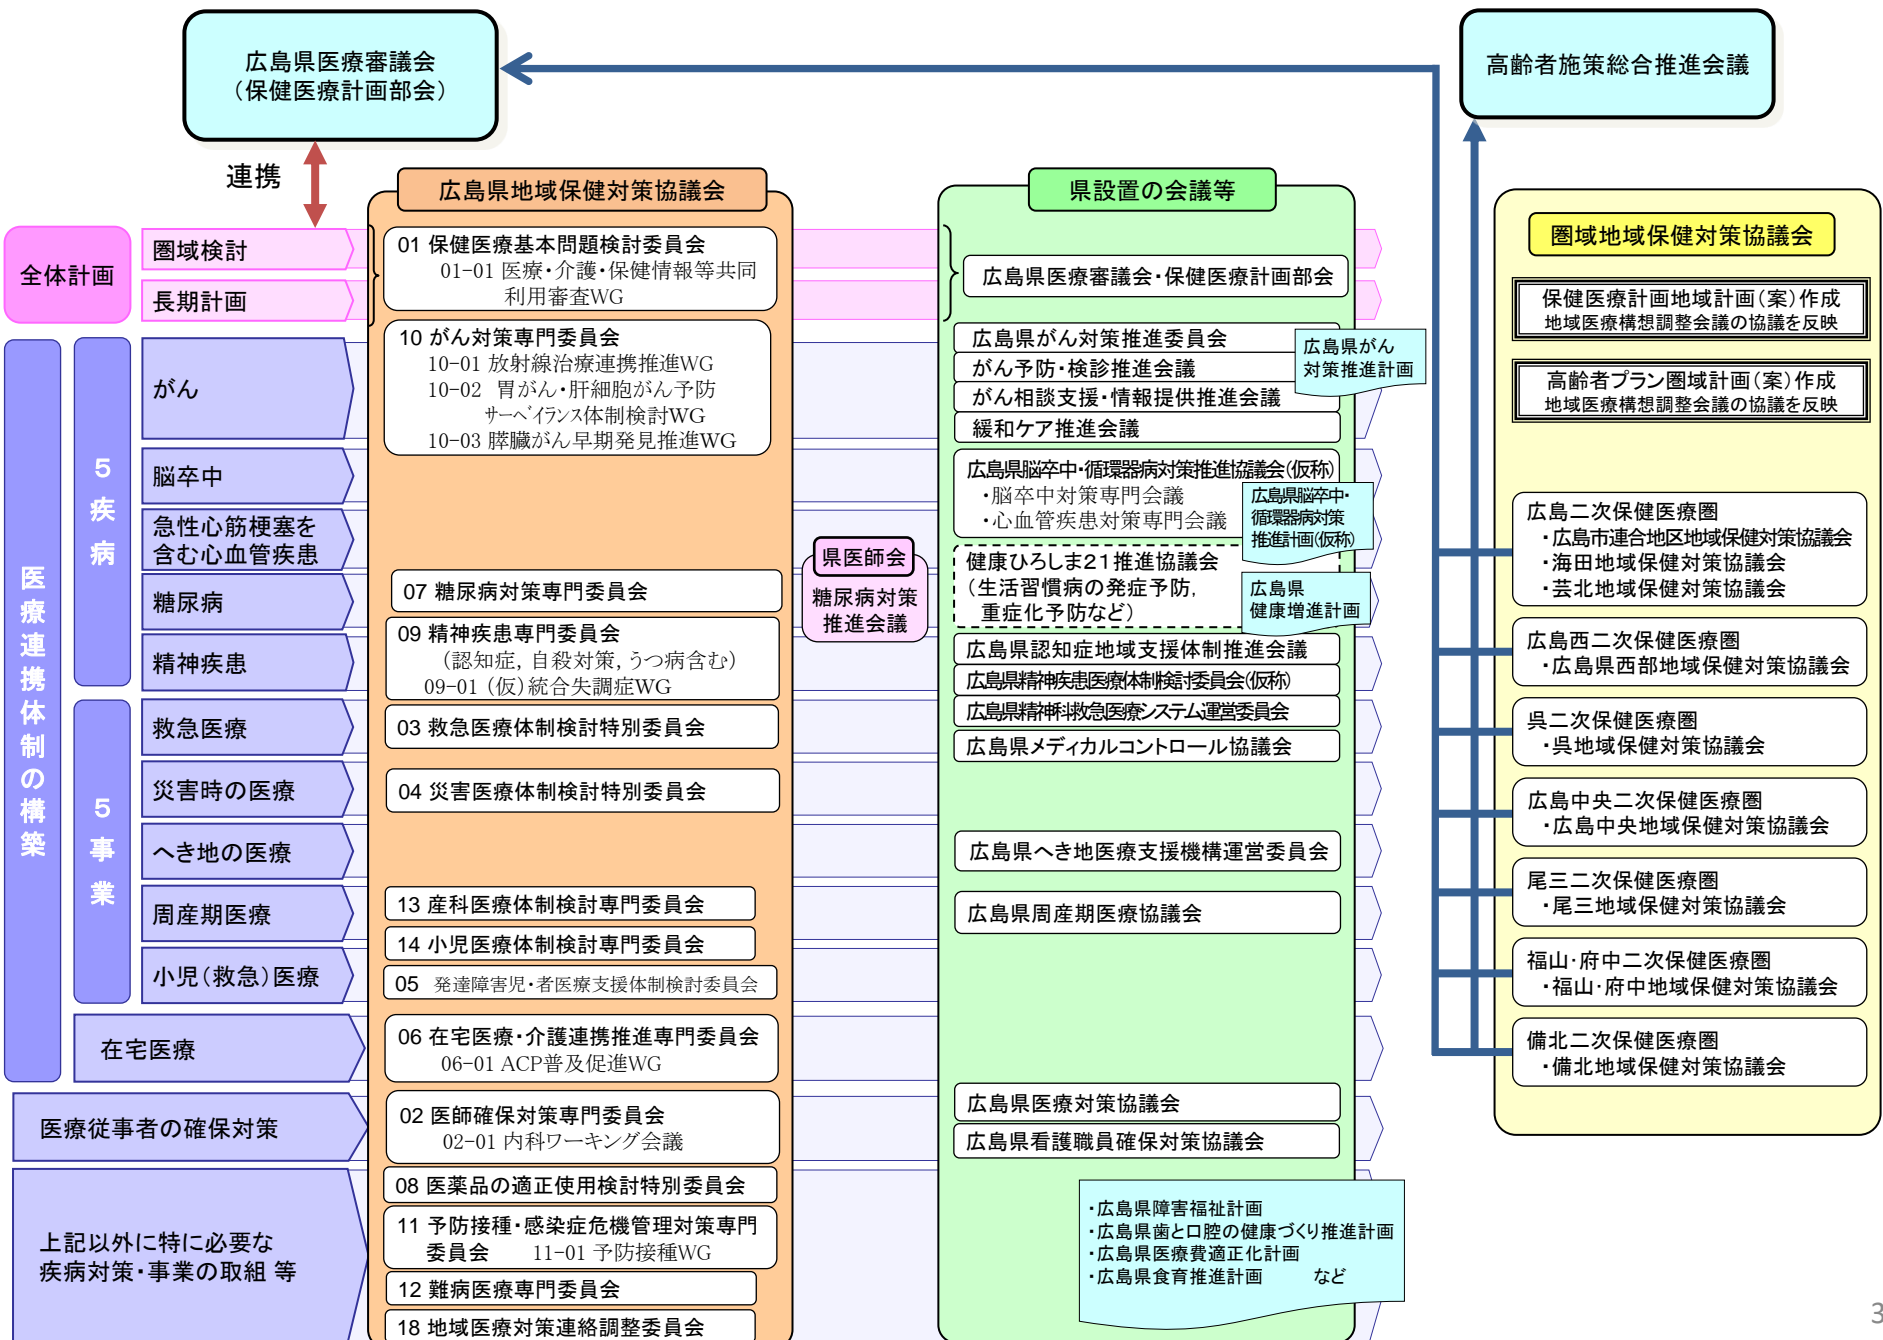 広島県医療審議会
（保健医療計画部会）
高齢者施策総合推進会議
連携
広島県地域保健対策協議会
県設置の会議等
圏域地域保健対策協議会
全体計画
圏域検討
長期計画
01 保健医療基本問題検討委員会
01-01 医療・介護・保健情報等共同
利用審査WG
広島県医療審議会・保健医療計画部会
保健医療計画地域計画（案）作成
地域医療構想調整会議の協議を反映
高齢者プラン圏域計画（案）作成
地域医療構想調整会議の協議を反映
医療連携体制の構築
５疾病
がん
10 がん対策専門委員会
10-01 放射線治療連携推進WG
10-02 胃がん・肝細胞がん予防
サーベイランス体制検討WG
10-03 膵臓がん早期発見推進WG
広島県がん対策推進委員会
がん予防・検診推進会議
がん相談支援・情報提供推進会議
緩和ケア推進会議
広島県がん
対策推進計画
脳卒中
急性心筋梗塞を
含む心血管疾患
広島県脳卒中・循環器病対策推進協議会(仮称)
・脳卒中対策専門会議
・心血管疾患対策専門会議
広島県脳卒中・
循環器病対策
推進計画(仮称)
糖尿病
07 糖尿病対策専門委員会
県医師会
糖尿病対策
推進会議
健康ひろしま２１推進協議会
（生活習慣病の発症予防，
重症化予防など）
広島県
健康増進計画
精神疾患
09 精神疾患専門委員会
（認知症，自殺対策，うつ病含む）
09-01（仮）統合失調症WG
広島県認知症地域支援体制推進会議
広島県精神疾患医療体制検討委員会(仮称)
広島県精神科救急医療システム運営委員会
５事業
救急医療
03 救急医療体制検討特別委員会
広島県メディカルコントロール協議会
災害時の医療
04 災害医療体制検討特別委員会
へき地の医療
広島県へき地医療支援機構運営委員会
周産期医療
13 産科医療体制検討専門委員会
広島県周産期医療協議会
14 小児医療体制検討専門委員会
小児（救急）医療
05 発達障害児・者医療支援体制検討委員会
在宅医療
06 在宅医療・介護連携推進専門委員会
06-01 ACP普及促進WG
医療従事者の確保対策
02 医師確保対策専門委員会
02-01 内科ワーキング会議
広島県医療対策協議会
広島県看護職員確保対策協議会
上記以外に特に必要な
疾病対策・事業の取組 等
08 医薬品の適正使用検討特別委員会
11 予防接種・感染症危機管理対策専門
委員会 11-01 予防接種WG
12 難病医療専門委員会
18 地域医療対策連絡調整委員会
・広島県障害福祉計画
・広島県歯と口腔の健康づくり推進計画
・広島県医療費適正化計画
・広島県食育推進計画 など
広島二次保健医療圏
・広島市連合地区地域保健対策協議会
・海田地域保健対策協議会
・芸北地域保健対策協議会
広島西二次保健医療圏
・広島県西部地域保健対策協議会
呉二次保健医療圏
・呉地域保健対策協議会
広島中央二次保健医療圏
・広島中央地域保健対策協議会
尾三二次保健医療圏
・尾三地域保健対策協議会
福山・府中二次保健医療圏
・福山・府中地域保健対策協議会
備北二次保健医療圏
・備北地域保健対策協議会
3